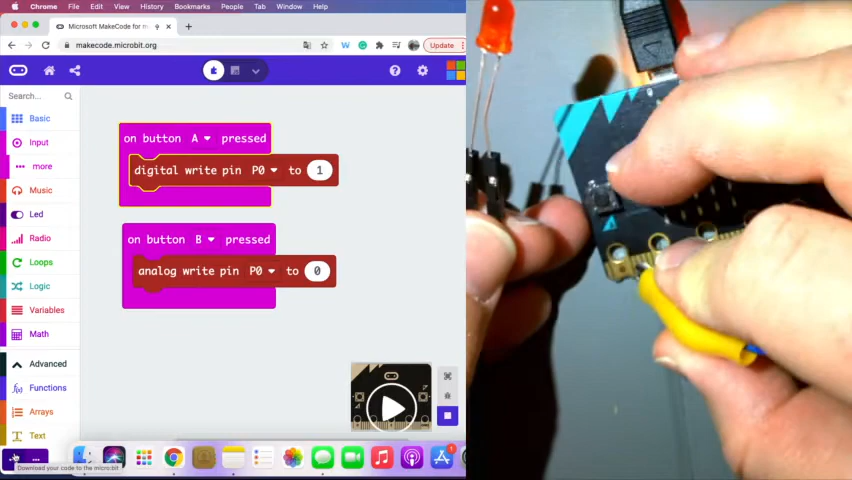 Chrome File Edit View History Bookmarks People Tab Window Help
Microsoft MakeCode for
makecode.microbit.org
Update
Search...
Basic
Input
more
Music
Led
Radio
Loops
Logic
Variables
Math
Advanced
Functions
Arrays
Text
Download your code to the micro:bit
on button A pressed
digital write pin P0 to 1
on button B pressed
analog write pin P0 to 0